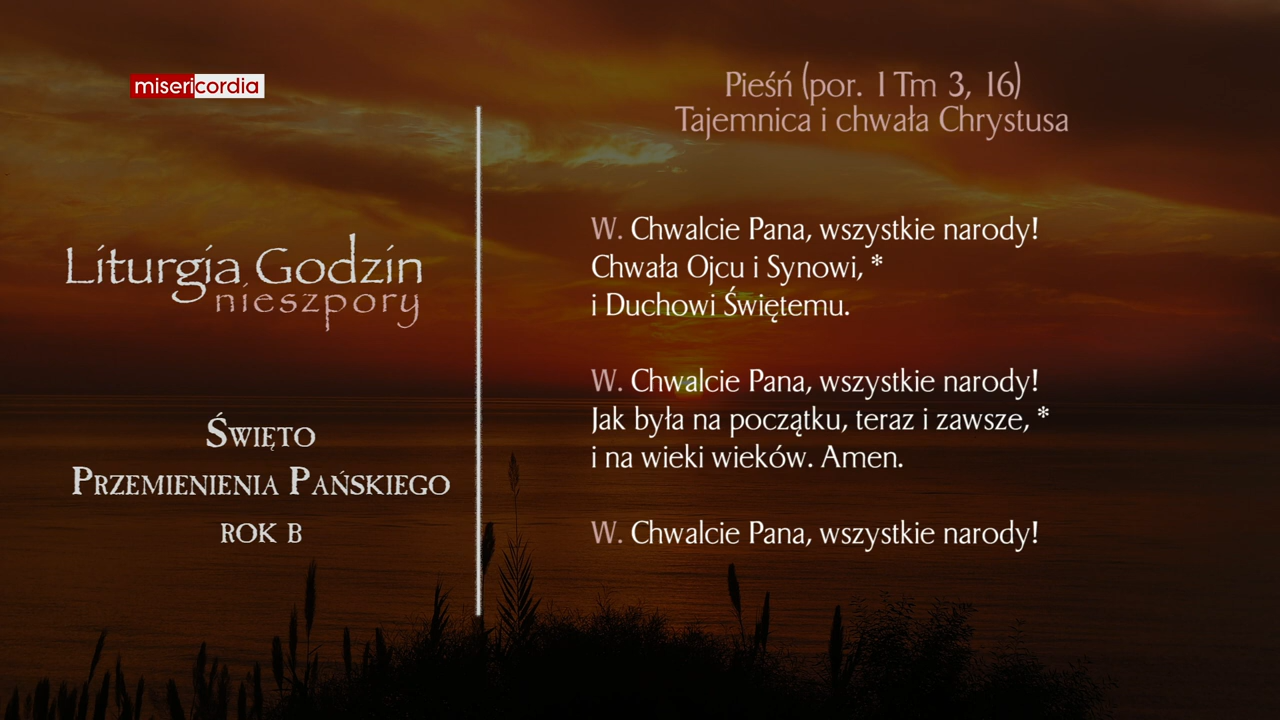 misericordia
Liturgia Godzin
nieszpory
Święto
Przemienienia Pańskiego
rok B
Pieśń (por. 1 Tm 3, 16)
Tajemnica i chwała Chrystusa
W. Chwalcie Pana, wszystkie narody!
Chwała Ojcu i Synowi, *
i Duchowi Świętemu.
W. Chwalcie Pana, wszystkie narody!
Jak była na początku, teraz i zawsze, *
i na wieki wieków. Amen.
W. Chwalcie Pana, wszystkie narody!